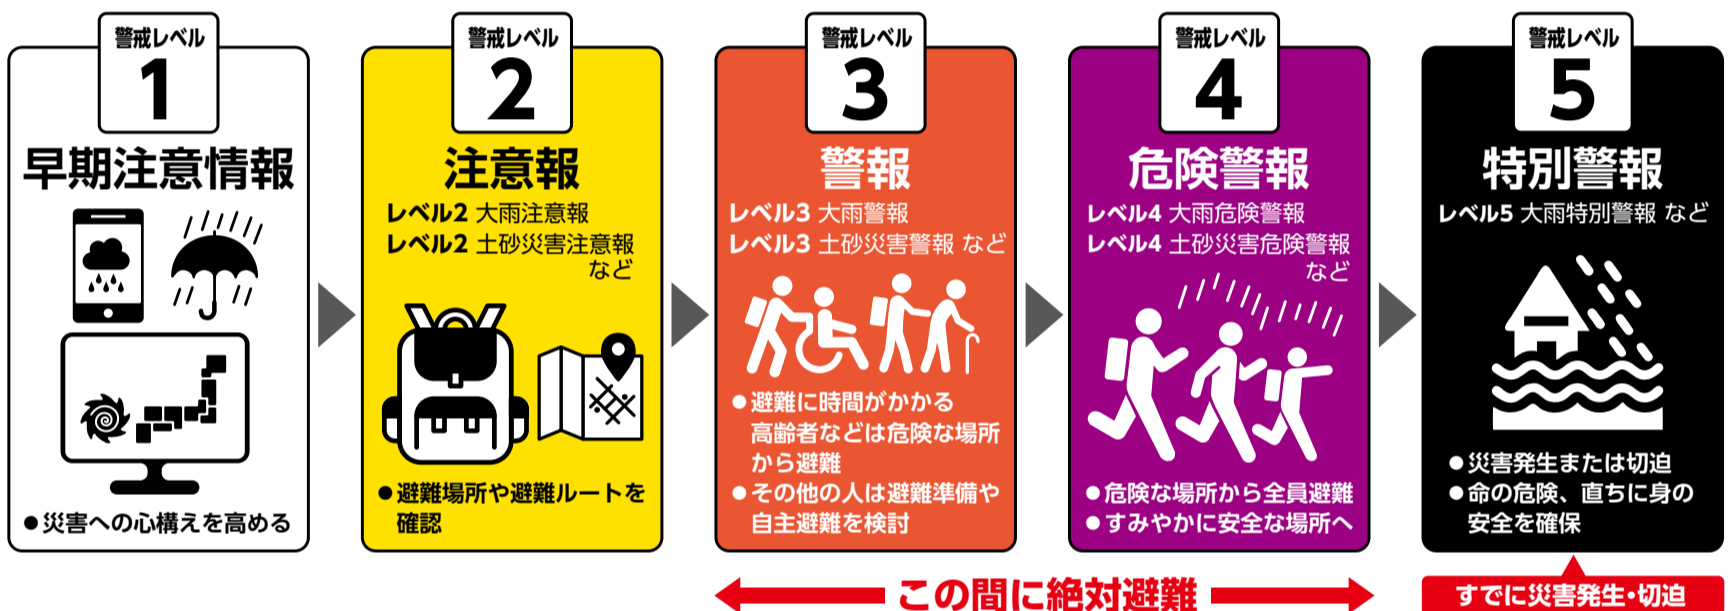 警戒レベル
1
早期注意情報
●災害への心構えを高める
警戒レベル
2
注意報
レベル2 大雨注意報
レベル2 土砂災害注意報
など
●避難場所や避難ルートを
確認
警戒レベル
3
警報
レベル3 大雨警報
レベル3 土砂災害警報 など
●避難に時間がかかる
高齢者などは危険な場所
から避難
●その他の人は避難準備や
自主避難を検討
警戒レベル
4
危険警報
レベル4 大雨危険警報
レベル4 土砂災害危険警報
など
●危険な場所から全員避難
●すみやかに安全な場所へ
警戒レベル
5
特別警報
レベル5 大雨特別警報 など
●災害発生または切迫
●命の危険、直ちに身の
安全を確保
この間に絶対避難
すでに災害発生・切迫